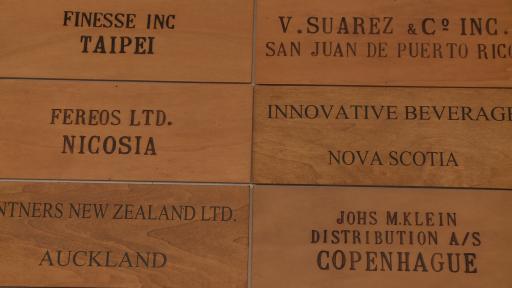 FINESSE INC
TAIPEI
V. SUAREZ & Cº INC.
SAN JUAN DE PUERTO RICO
FEREOS LTD.
NICOSIA
INNOVATIVE BEVERAGE
NOVA SCOTIA
NTNERS NEW ZEALAND LTD.
AUCKLAND
JOHS M.KLEIN
DISTRIBUTION A/S
COPENHAGUE